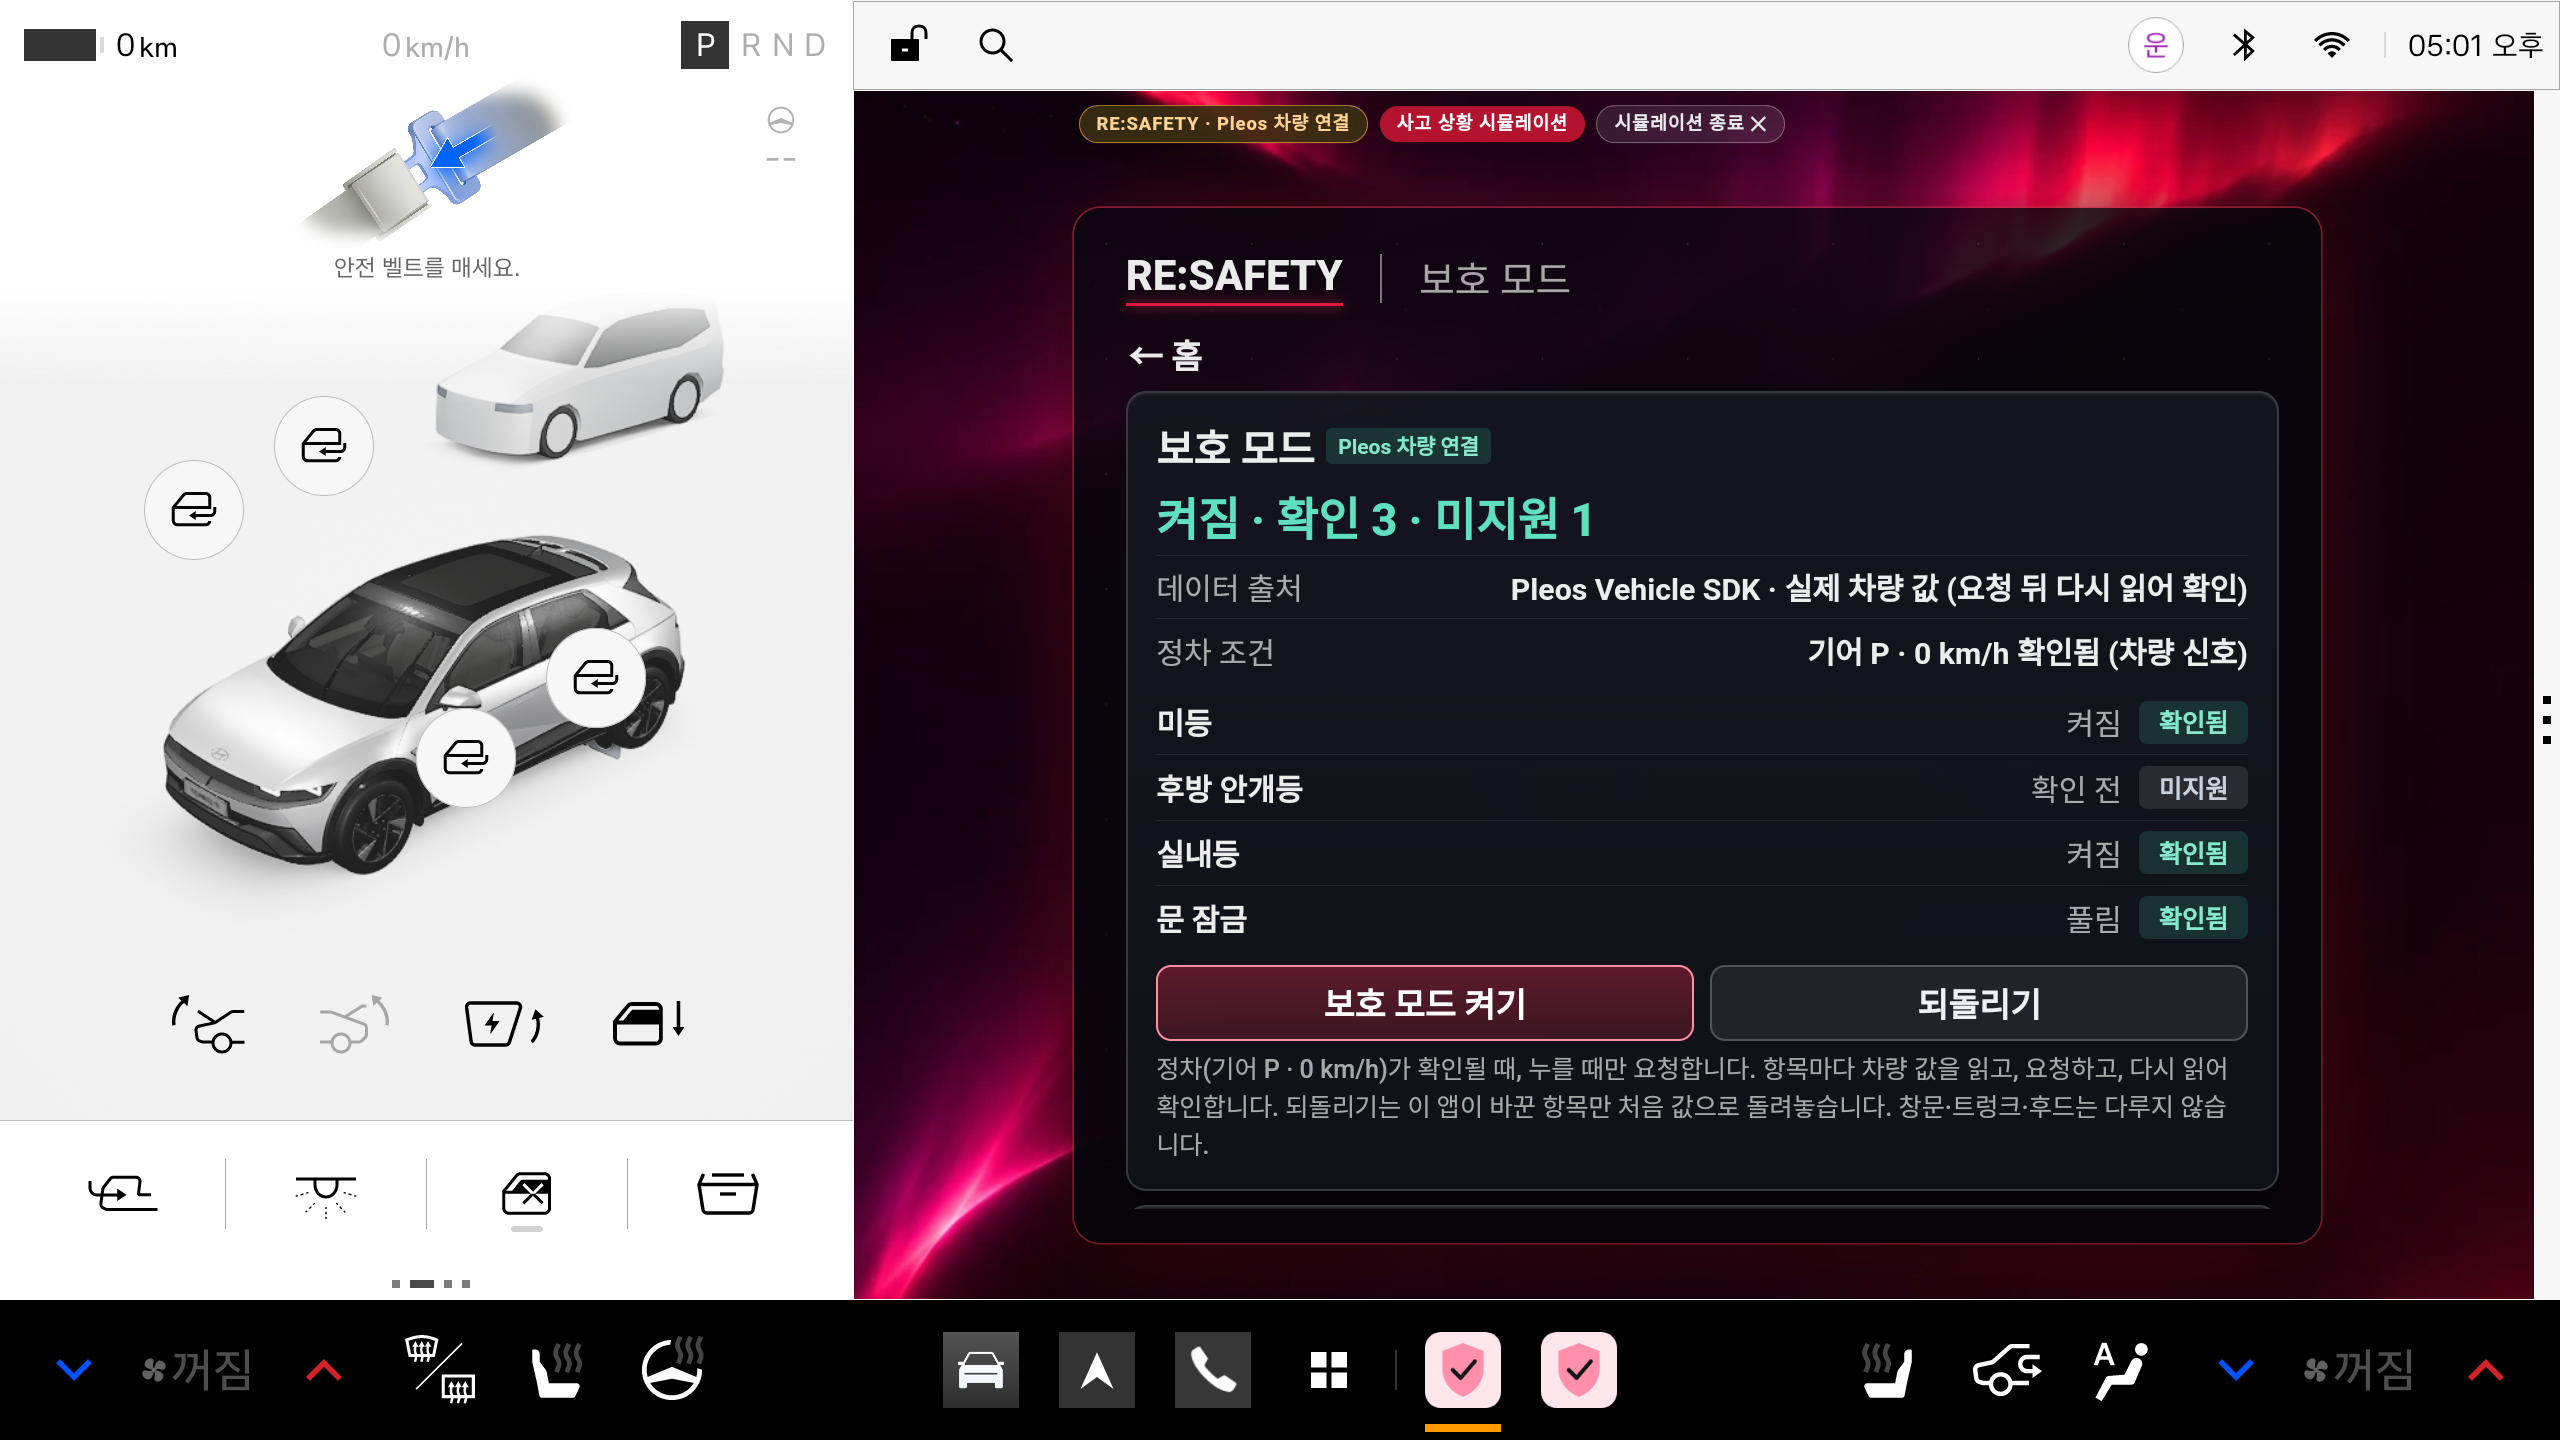 0 km
0 km/h
P R N D
안전 벨트를 매세요.
운
05:01 오후
RE:SAFETY · Pleos 차량 연결
사고 상황 시뮬레이션
시뮬레이션 종료 ✕
RE:SAFETY
보호 모드
← 홈
보호 모드 Pleos 차량 연결
켜짐 · 확인 3 · 미지원 1
데이터 출처 Pleos Vehicle SDK · 실제 차량 값 (요청 뒤 다시 읽어 확인)
정차 조건 기어 P · 0 km/h 확인됨 (차량 신호)
미등 켜짐 확인됨
후방 안개등 확인 전 미지원
실내등 켜짐 확인됨
문 잠금 풀림 확인됨
보호 모드 켜기
되돌리기
정차(기어 P · 0 km/h)가 확인될 때, 누를 때만 요청합니다. 항목마다 차량 값을 읽고, 요청하고, 다시 읽어
확인합니다. 되돌리기는 이 앱이 바꾼 항목만 처음 값으로 돌려놓습니다. 창문·트렁크·후드는 다루지 않습
니다.
꺼짐
A
꺼짐